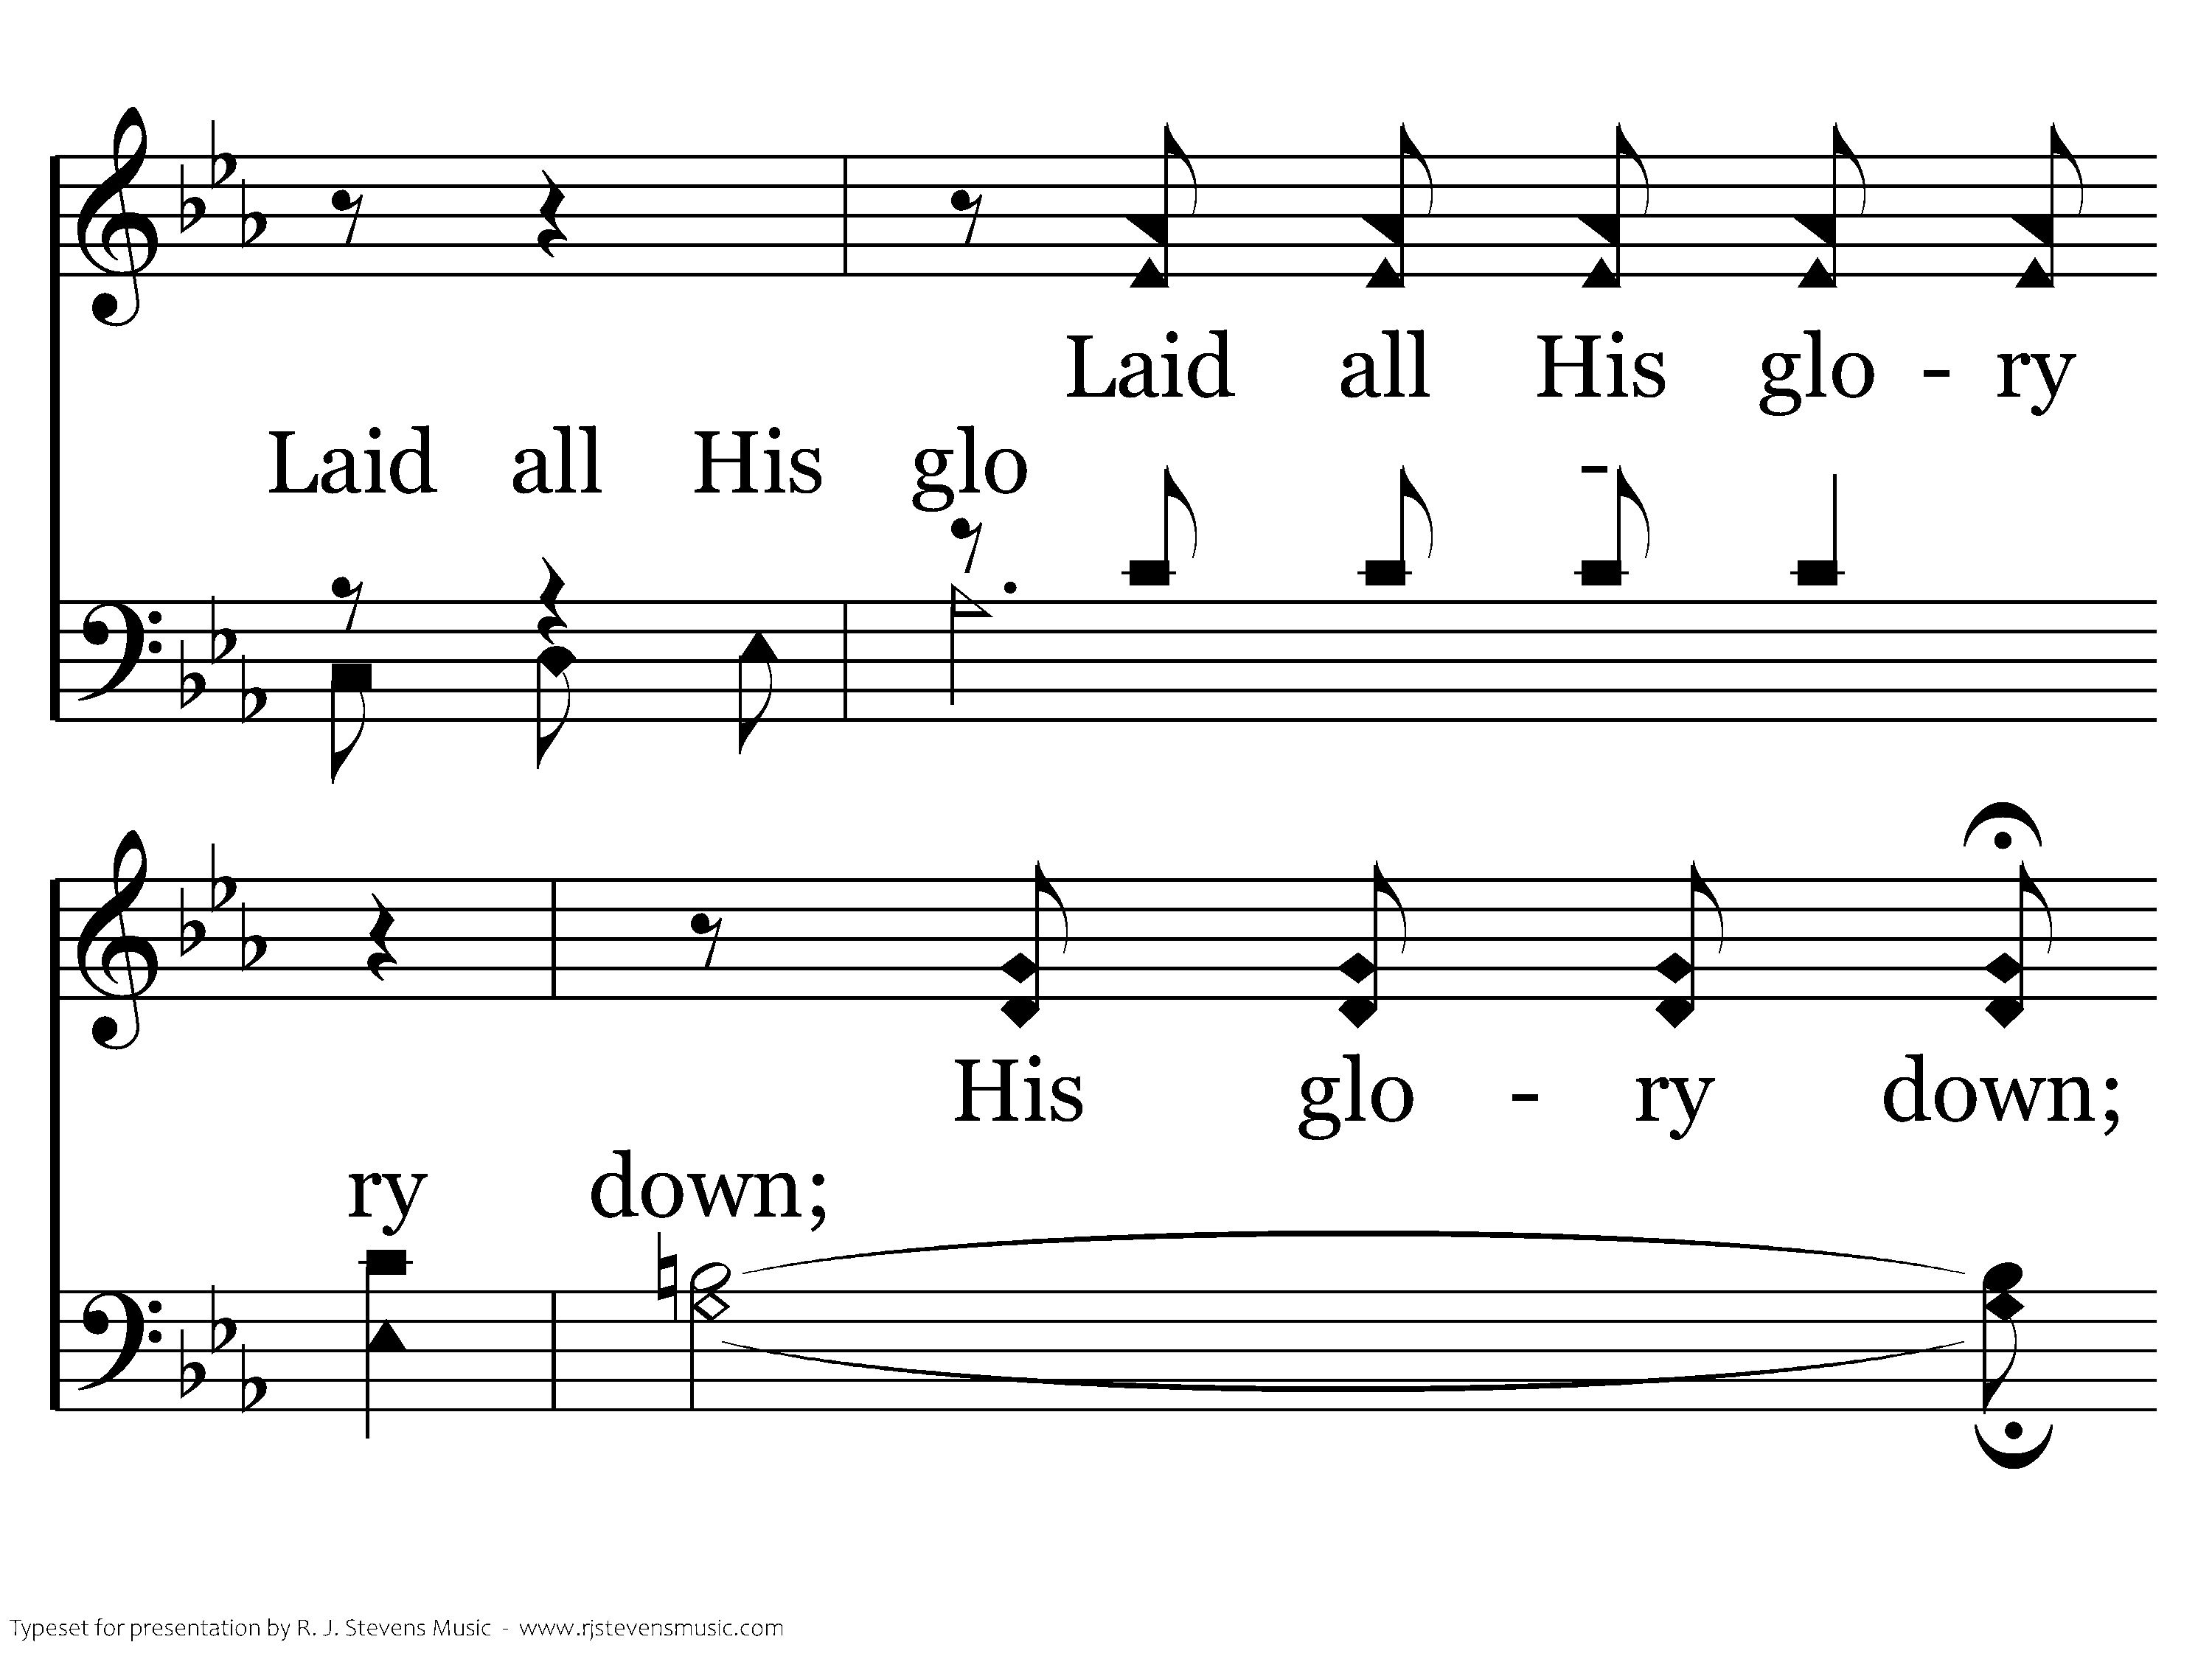 Laid all His glo - ry
Laid all His glo -
His glo - ry down;
ry down;
Typeset for presentation by R. J. Stevens Music - www.rjstevensmusic.com